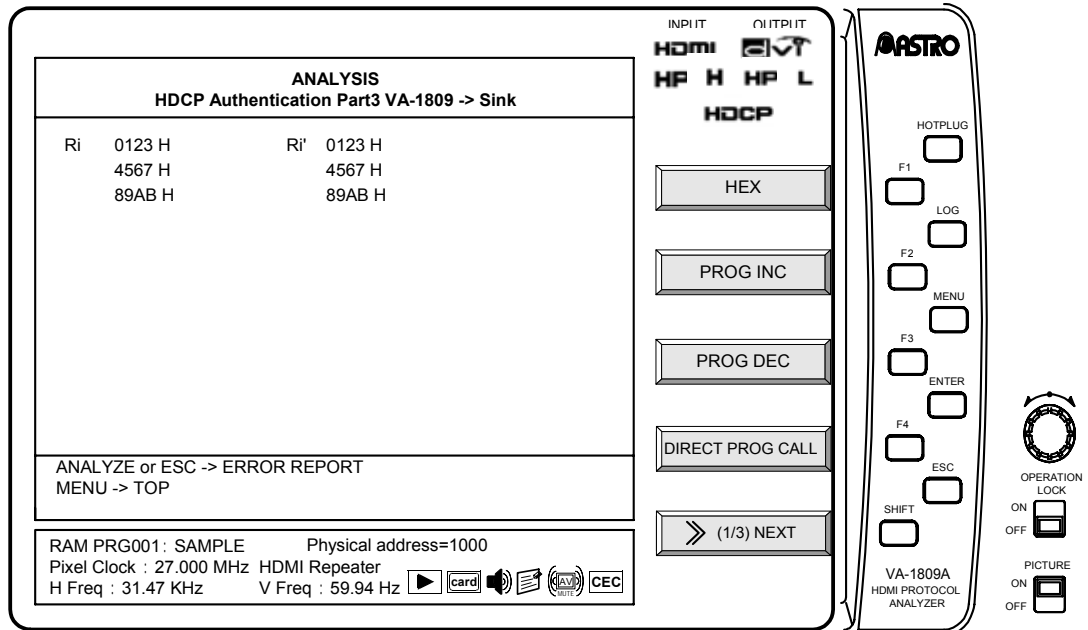 INPUT OUTPUT
HDMI DVI
HP H HP L
HDCP
ANALYSIS
HDCP Authentication Part3 VA-1809 -> Sink
Ri 0123 H Ri' 0123 H
4567 H 4567 H
89AB H 89AB H
ANALYZE or ESC -> ERROR REPORT
MENU -> TOP
RAM PRG001: SAMPLE Physical address=1000
Pixel Clock : 27.000 MHz HDMI Repeater
H Freq : 31.47 KHz V Freq : 59.94 Hz card AV MUTE CEC
HEX
PROG INC
PROG DEC
DIRECT PROG CALL
(1/3) NEXT
ASTRO
HOTPLUG
F1
LOG
F2
MENU
F3
ENTER
F4
ESC
SHIFT
VA-1809A
HDMI PROTOCOL
ANALYZER
OPERATION
LOCK
ON
OFF
PICTURE
ON
OFF